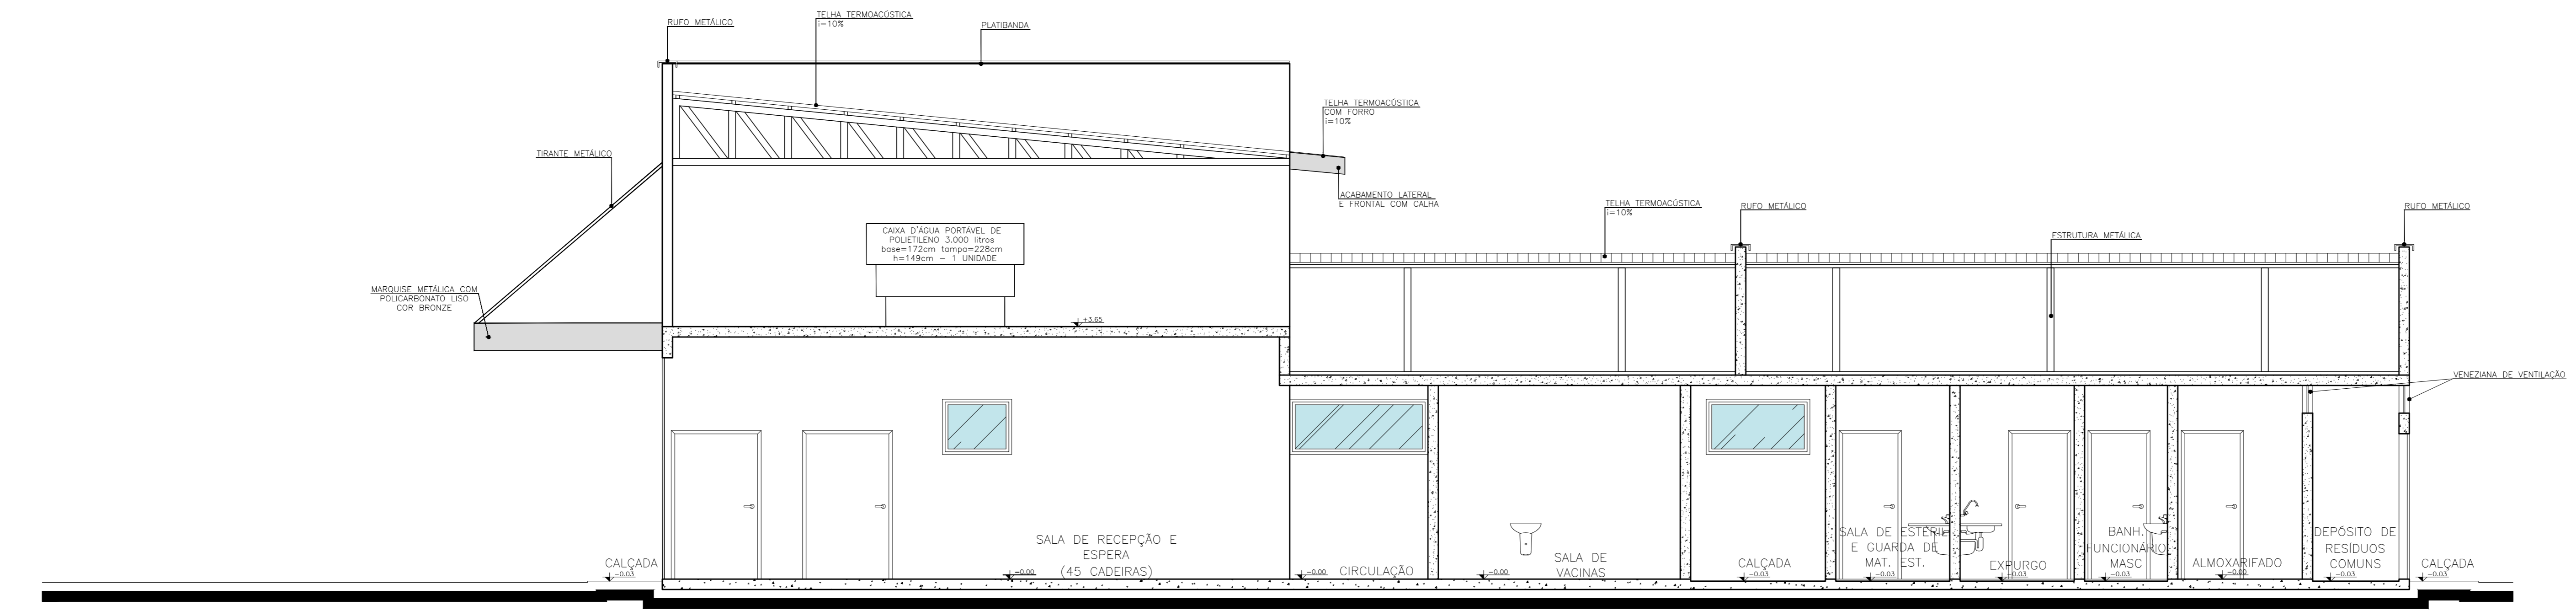 RUFO METÁLICO
TELHA TERMOACÚSTICA
i=10%
PLATIBANDA
TELHA TERMOACÚSTICA
COM FORRO
i=10%
TIRANTE METÁLICO
ACABAMENTO LATERAL
E FRONTAL COM CALHA
TELHA TERMOACÚSTICA
i=10%
RUFO METÁLICO
RUFO METÁLICO
CAIXA D'ÁGUA PORTÁVEL DE
POLIETILENO 3.000 litros
base=172cm tampa=228cm
h=149cm - 1 UNIDADE
ESTRUTURA METÁLICA
MARQUISE METÁLICA COM
POLICARBONATO LISO
COR BRONZE
+3.65
VENEZIANA DE VENTILAÇÃO
CALÇADA
-0.03
SALA DE RECEPÇÃO E
ESPERA
(45 CADEIRAS)
-0.00
-0.00
CIRCULAÇÃO
-0.00
SALA DE
VACINAS
CALÇADA
-0.03
SALA DE ESTÉRIL
E GUARDA DE
MAT. EST.
-0.03
EXPURGO
-0.03
BANH.
FUNCIONÁRIO
MASC
-0.03
ALMOXARIFADO
-0.00
DEPÓSITO DE
RESÍDUOS
COMUNS
-0.03
CALÇADA
-0.03